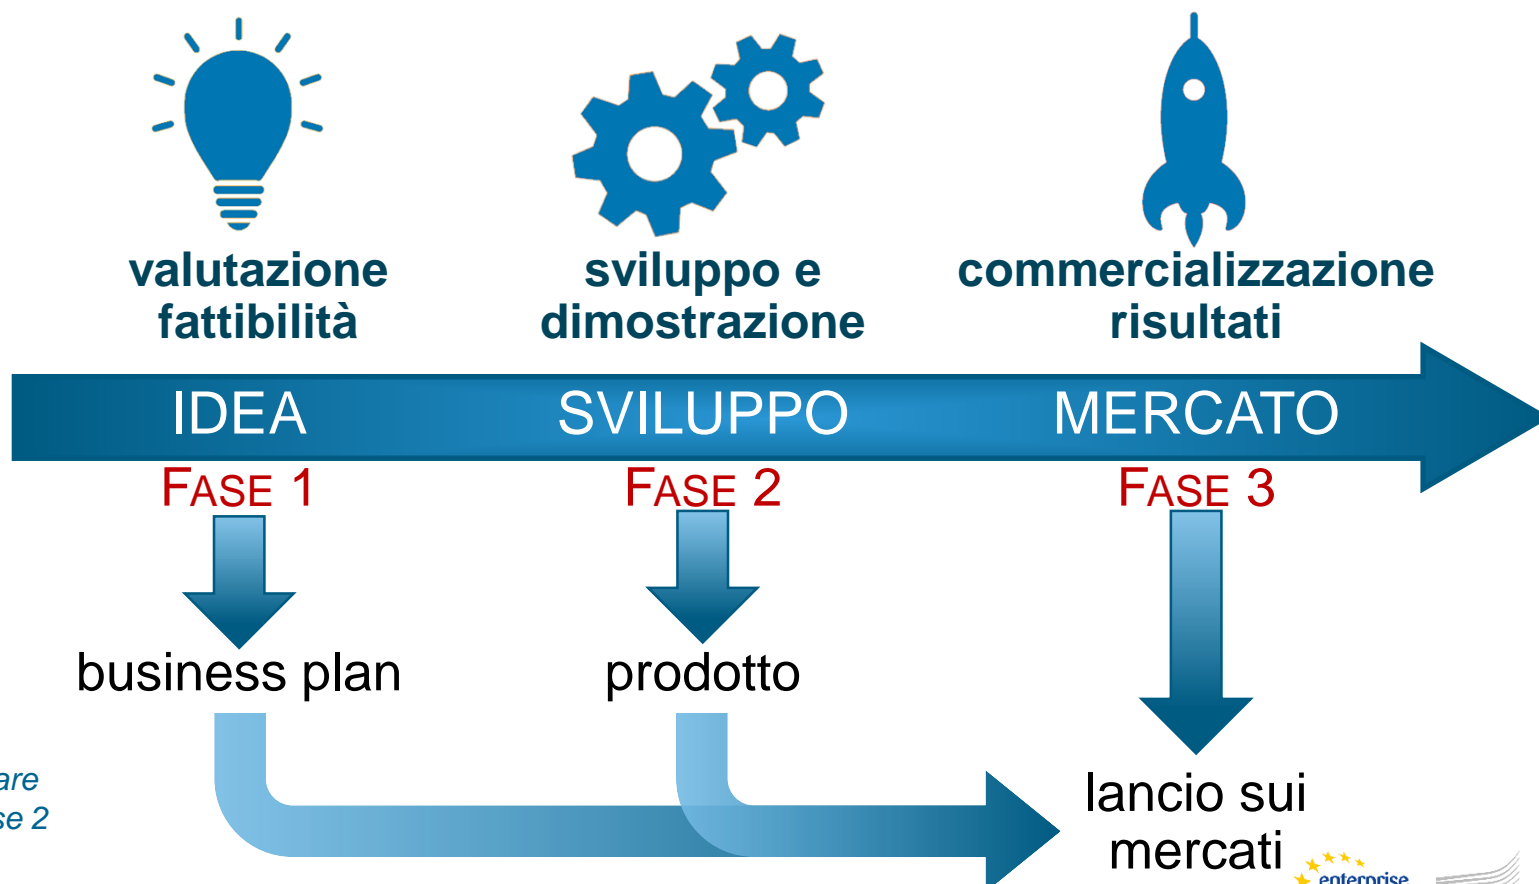 valutazione
fattibilità
sviluppo e
dimostrazione
commercializzazione
risultati
IDEA
SVILUPPO
MERCATO
FASE 1
FASE 2
FASE 3
business plan
prodotto
lancio sui
mercati
enterprise